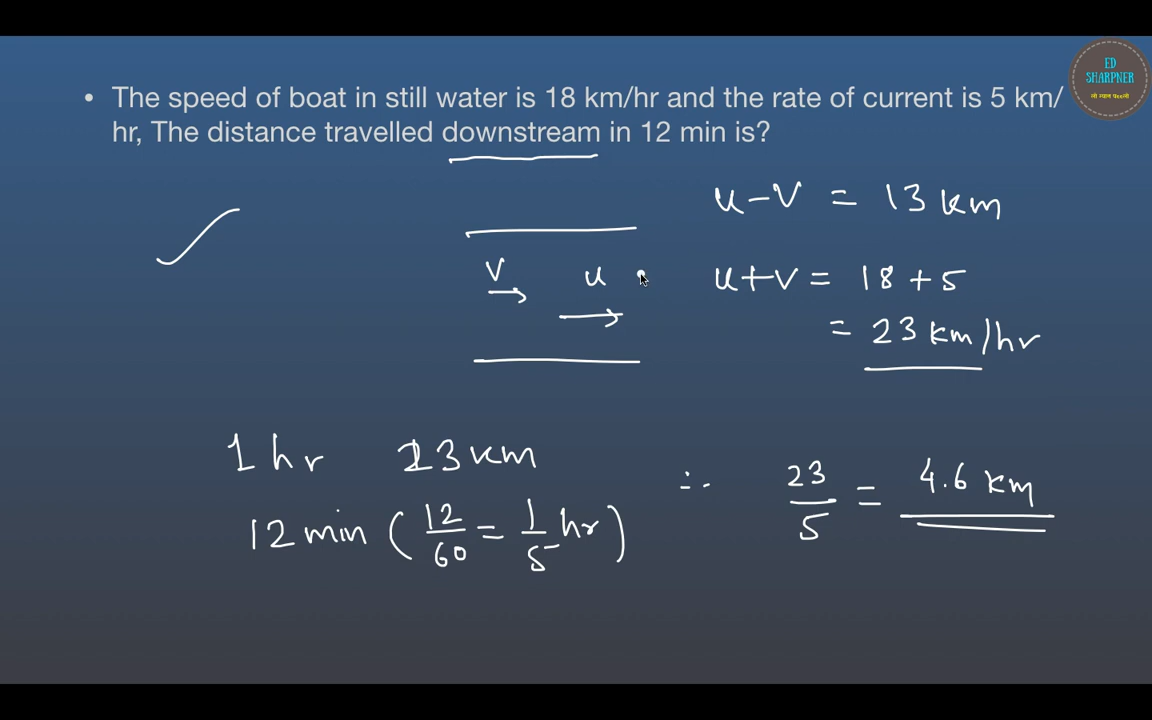 ED
SHARPNER
• The speed of boat in still water is 18 km/hr and the rate of current is 5 km/
hr, The distance travelled downstream in 12 min is?
u-v = 13 km
v u
u+v = 18 + 5
= 23 km/hr
1 hr 23 km
12 min ( 12/60 = 1/5 hr )
∴ 23/5 = 4.6 km